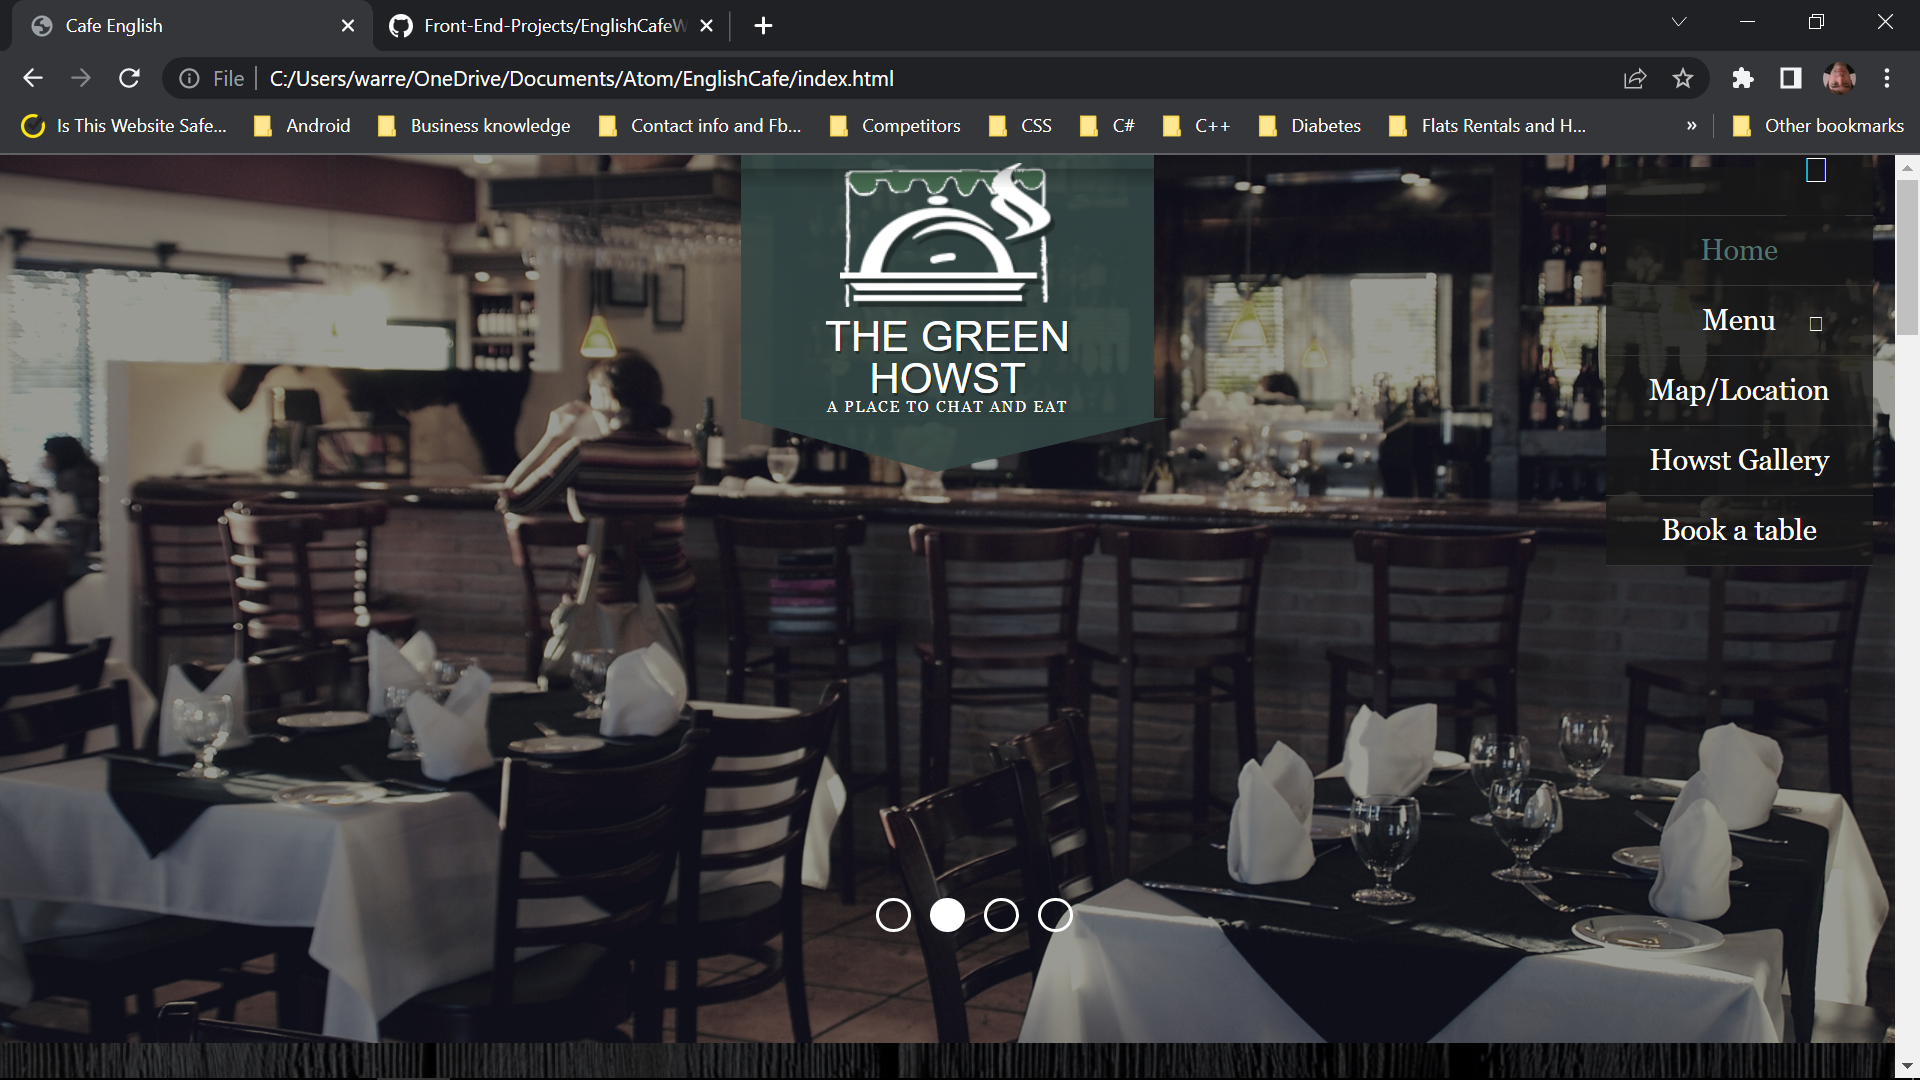 Cafe English
Front-End-Projects/EnglishCafeW
File
C:/Users/warre/OneDrive/Documents/Atom/EnglishCafe/index.html
Is This Website Safe...
Android
Business knowledge
Contact info and Fb...
Competitors
CSS
C#
C++
Diabetes
Flats Rentals and H...
»
Other bookmarks
THE GREEN
HOWST
A PLACE TO CHAT AND EAT
Home
Menu
Map/Location
Howst Gallery
Book a table